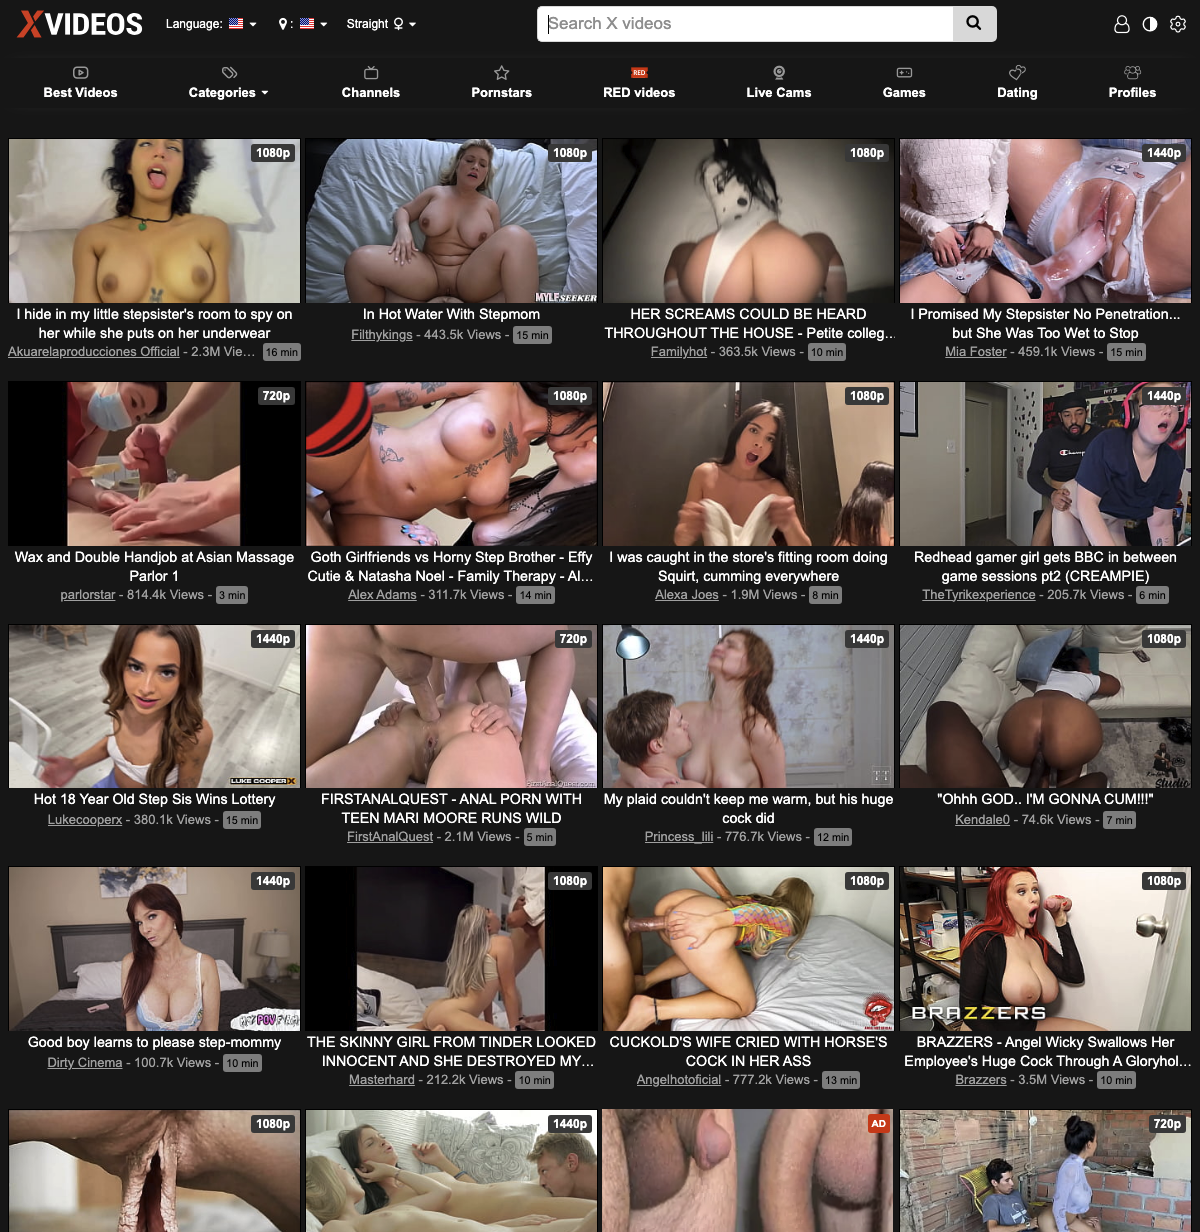 XVIDEOS
Language:
:
Straight
Search X videos
Best Videos
Categories
Channels
Pornstars
RED
RED videos
Live Cams
Games
Dating
Profiles
1080p
1080p
MYLFSEEKER
1080p
1440p
I hide in my little stepsister's room to spy on
her while she puts on her underwear
Akuarelaproducciones Official - 2.3M Vie... 16 min
In Hot Water With Stepmom
Filthykings - 443.5k Views - 15 min
HER SCREAMS COULD BE HEARD
THROUGHOUT THE HOUSE - Petite colleg...
Familyhot - 363.5k Views - 10 min
I Promised My Stepsister No Penetration...
but She Was Too Wet to Stop
Mia Foster - 459.1k Views - 15 min
720p
1080p
1080p
1440p
Wax and Double Handjob at Asian Massage
Parlor 1
parlorstar - 814.4k Views - 3 min
Goth Girlfriends vs Horny Step Brother - Effy
Cutie & Natasha Noel - Family Therapy - Al...
Alex Adams - 311.7k Views - 14 min
I was caught in the store's fitting room doing
Squirt, cumming everywhere
Alexa Joes - 1.9M Views - 8 min
Redhead gamer girl gets BBC in between
game sessions pt2 (CREAMPIE)
TheTyrikexperience - 205.7k Views - 6 min
1440p
LUKE COOPER X
720p
FirstAnalQuest.com
1440p
TT
1080p
Studio
Hot 18 Year Old Step Sis Wins Lottery
Lukecooperx - 380.1k Views - 15 min
FIRSTANALQUEST - ANAL PORN WITH
TEEN MARI MOORE RUNS WILD
FirstAnalQuest - 2.1M Views - 5 min
My plaid couldn't keep me warm, but his huge
cock did
Princess_lili - 776.7k Views - 12 min
"Ohhh GOD.. I'M GONNA CUM!!!"
Kendale0 - 74.6k Views - 7 min
1440p
POV
1080p
1080p
1080p
BRAZZERS
Good boy learns to please step-mommy
Dirty Cinema - 100.7k Views - 10 min
THE SKINNY GIRL FROM TINDER LOOKED
INNOCENT AND SHE DESTROYED MY...
Masterhard - 212.2k Views - 10 min
CUCKOLD'S WIFE CRIED WITH HORSE'S
COCK IN HER ASS
Angelhotoficial - 777.2k Views - 13 min
BRAZZERS - Angel Wicky Swallows Her
Employee's Huge Cock Through A Gloryhol...
Brazzers - 3.5M Views - 10 min
1080p
1440p
AD
720p